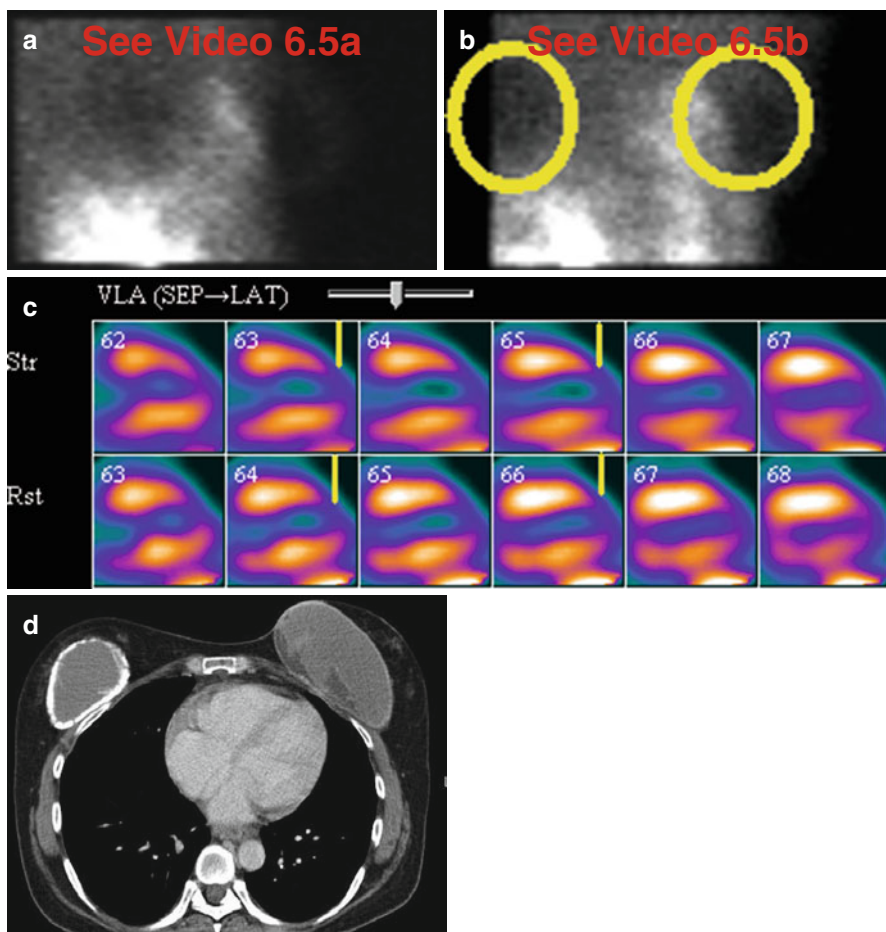 a See Video 6.5a
b See Video 6.5b
c
VLA (SEP→LAT)
Str
62 63 64 65 66 67
Rst
63 64 65 66 67 68
d